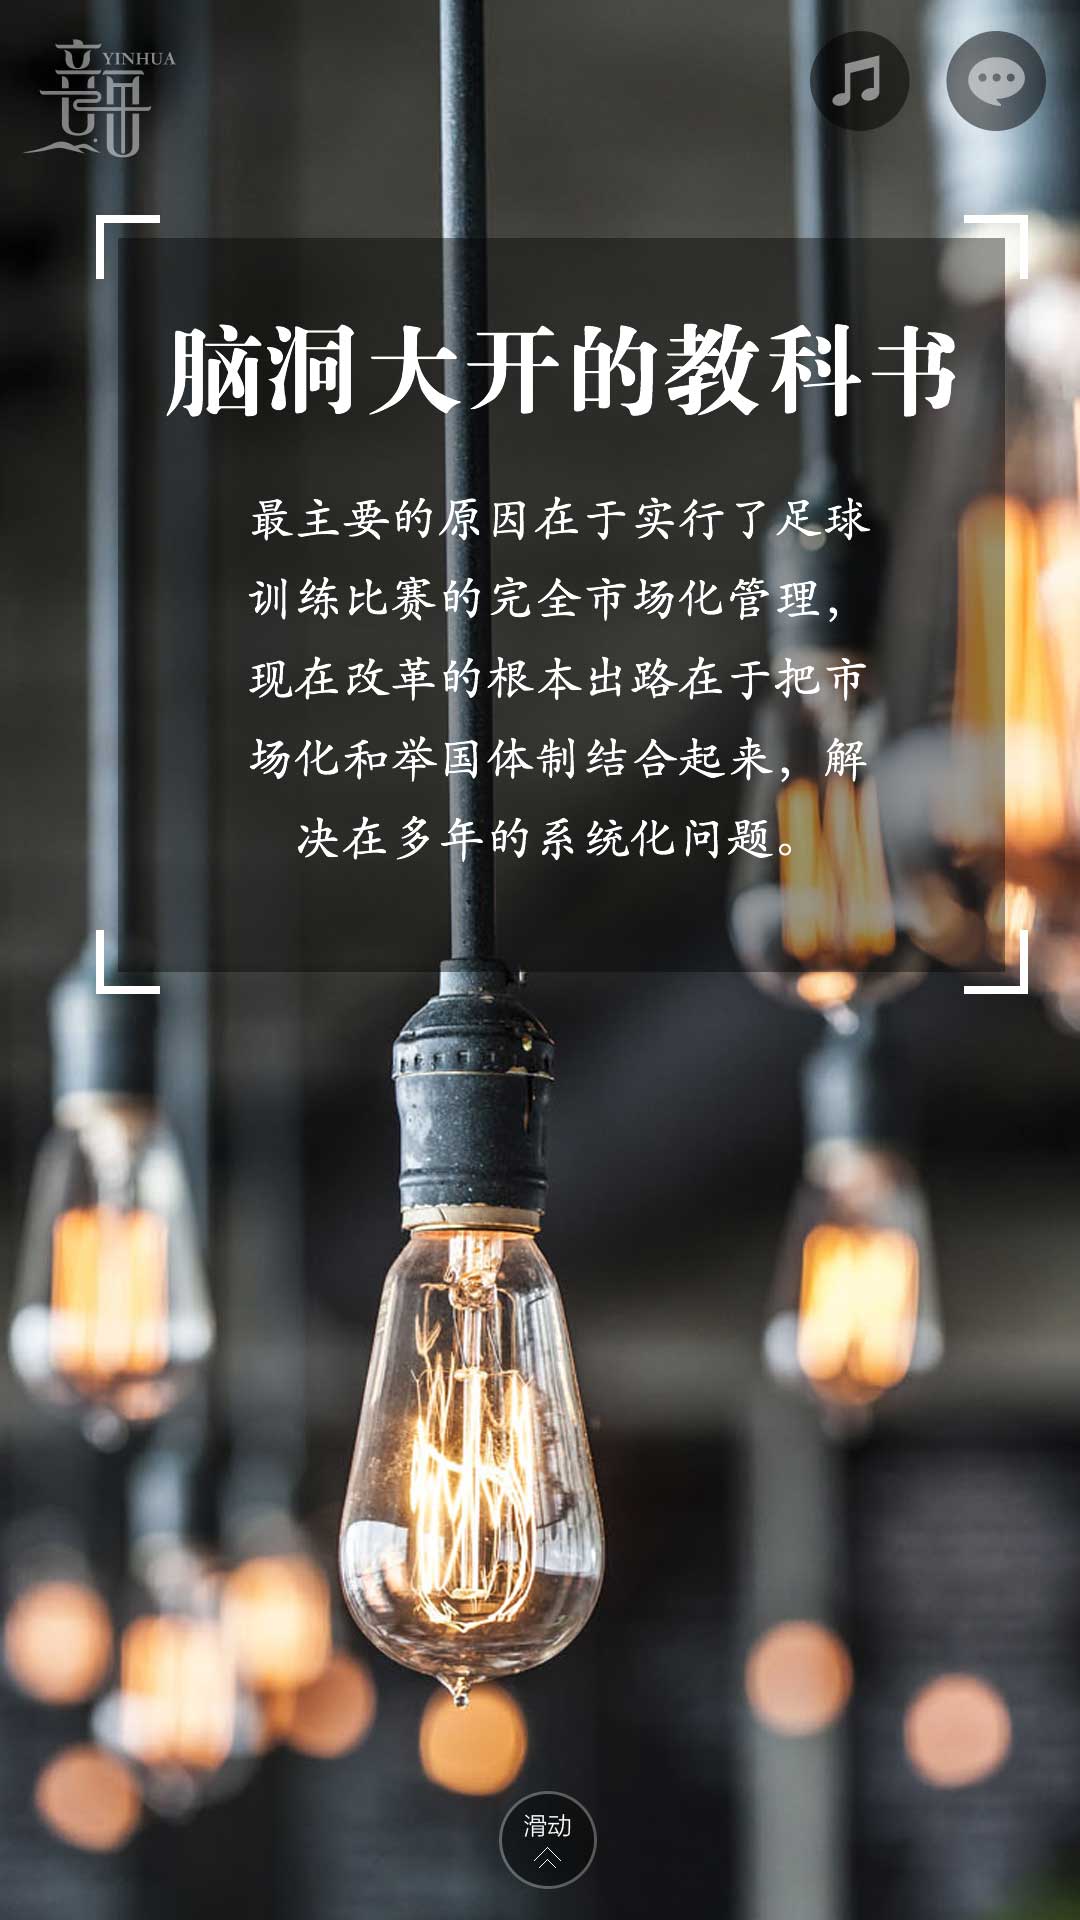 YINHUA
音画
脑洞大开的教科书
最主要的原因在于实行了足球
训练比赛的完全市场化管理，
现在改革的根本出路在于把市
场化和举国体制结合起来，解
决在多年的系统化问题。
滑动